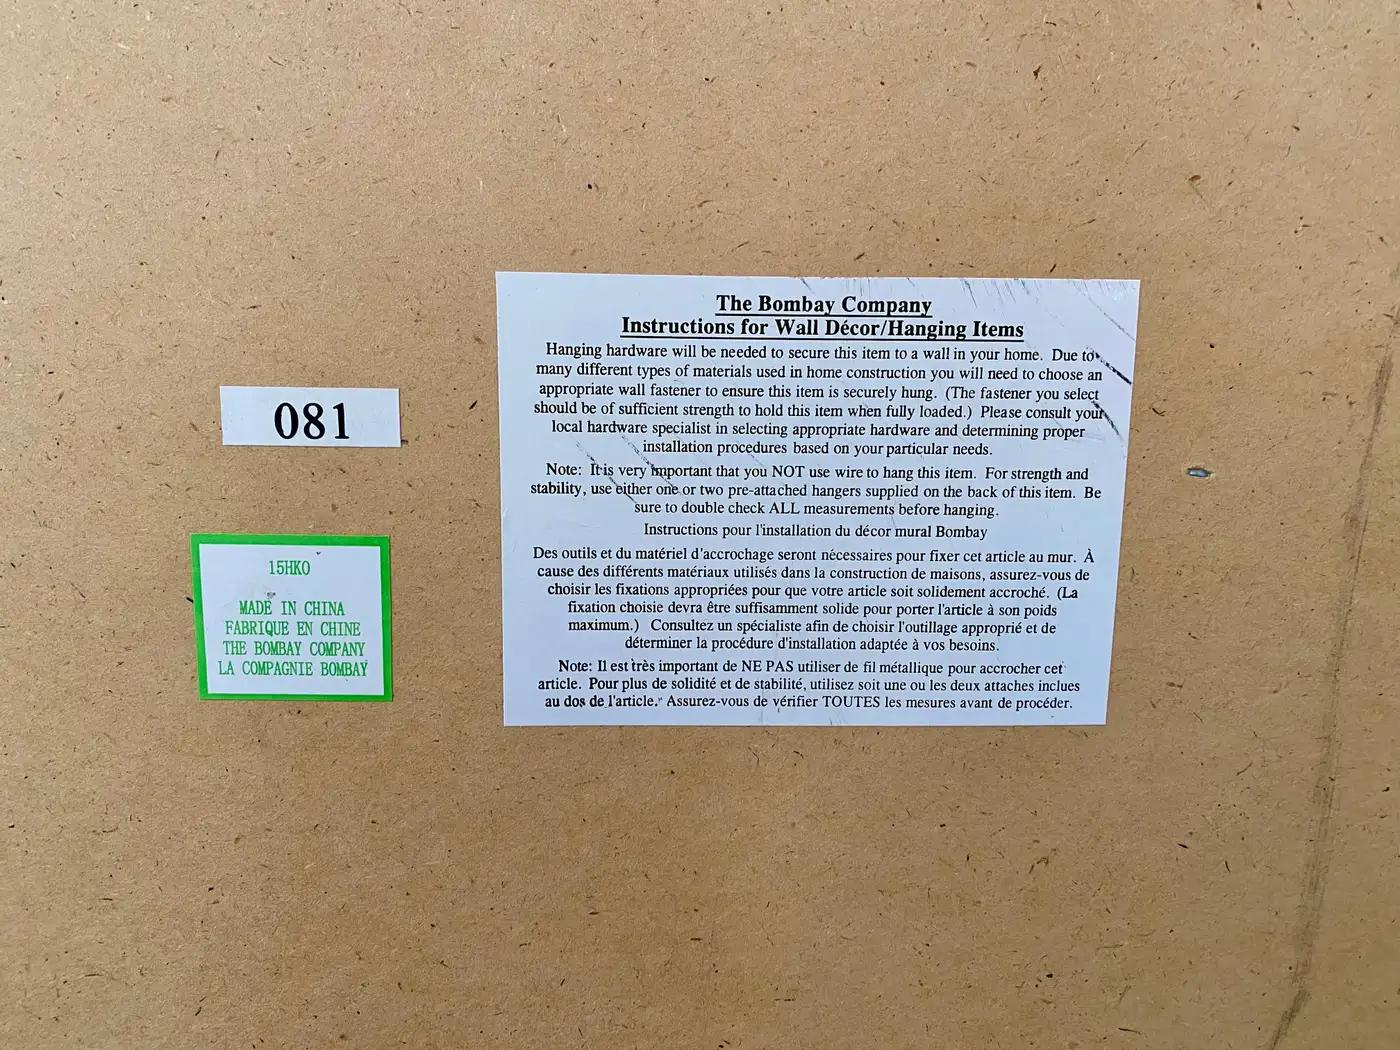 The Bombay Company
Instructions for Wall Décor/Hanging Items
Hanging hardware will be needed to secure this item to a wall in your home. Due to
many different types of materials used in home construction you will need to choose an
appropriate wall fastener to ensure this item is securely hung. (The fastener you select
should be of sufficient strength to hold this item when fully loaded.) Please consult your
local hardware specialist in selecting appropriate hardware and determining proper
installation procedures based on your particular needs.
Note: It is very important that you NOT use wire to hang this item. For strength and
stability, use either one or two pre-attached hangers supplied on the back of this item. Be
sure to double check ALL measurements before hanging.
Instructions pour l'installation du décor mural Bombay
Des outils et du matériel d'accrochage seront nécessaires pour fixer cet article au mur. À
cause des différents matériaux utilisés dans la construction de maisons, assurez-vous de
choisir les fixations appropriées pour que votre article soit solidement accroché. (La
fixation choisie devra être suffisamment solide pour porter l'article à son poids
maximum.) Consultez un spécialiste afin de choisir l'outillage approprié et de
déterminer la procédure d'installation adaptée à vos besoins.
Note: Il est très important de NE PAS utiliser de fil métallique pour accrocher cet
article. Pour plus de solidité et de stabilité, utilisez soit une ou les deux attaches inclues
au dos de l'article. Assurez-vous de vérifier TOUTES les mesures avant de procéder.
081
15HKO
MADE IN CHINA
FABRIQUE EN CHINE
THE BOMBAY COMPANY
LA COMPAGNIE BOMBAY